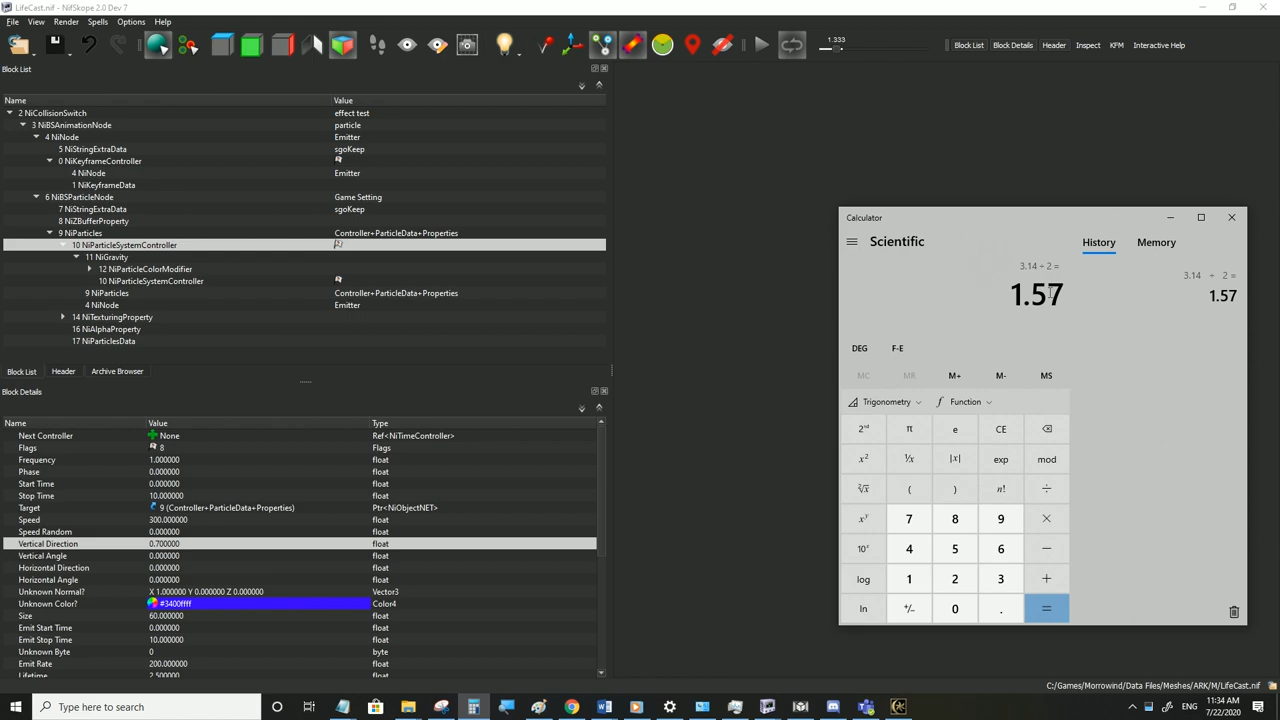 LifeCast.nif - NifSkope 2.0 Dev 7
File View Render Spells Options Help
1.333
Block List Block Details Header Inspect KFM Interactive Help
Block List
Name Value
2 NiCollisionSwitch effect test
3 NiBSAnimationNode particle
4 NiNode Emitter
5 NiStringExtraData sgoKeep
0 NiKeyframeController
4 NiNode Emitter
1 NiKeyframeData
6 NiBSParticleNode Game Setting
7 NiStringExtraData sgoKeep
8 NiZBufferProperty
9 NiParticles Controller+ParticleData+Properties
10 NiParticleSystemController
11 NiGravity
12 NiParticleColorModifier
10 NiParticleSystemController
9 NiParticles Controller+ParticleData+Properties
4 NiNode Emitter
14 NiTexturingProperty
16 NiAlphaProperty
17 NiParticlesData
Block List Header Archive Browser
Block Details
Name Value Type
Next Controller None Ref<NiTimeController>
Flags 8 Flags
Frequency 1.000000 float
Phase 0.000000 float
Start Time 0.000000 float
Stop Time 10.000000 float
Target 9 (Controller+ParticleData+Properties) Ptr<NiObjectNET>
Speed 300.000000 float
Speed Random 0.000000 float
Vertical Direction 0.700000 float
Vertical Angle 0.000000 float
Horizontal Direction 0.000000 float
Horizontal Angle 0.000000 float
Unknown Normal? X 1.000000 Y 0.000000 Z 0.000000 Vector3
Unknown Color? #3400ffff Color4
Size 60.000000 float
Emit Start Time 0.000000 float
Emit Stop Time 10.000000 float
Unknown Byte 0 byte
Emit Rate 200.000000 float
Lifetime 2.500000 float
Calculator
Scientific
History Memory
3.14 ÷ 2 =
1.57
3.14 ÷ 2 =
1.57
DEG F-E
MC MR M+ M- MS
Trigonometry Function
2ⁿᵈ π e CE
x² ¹/x |x| exp mod
²√x ( ) n! ÷
xʸ 7 8 9 ×
10ˣ 4 5 6 −
log 1 2 3 +
ln +/− 0 . =
C:/Games/Morrowind/Data Files/Meshes/ARK/M/LifeCast.nif
Type here to search
11:34 AM
7/22/2020